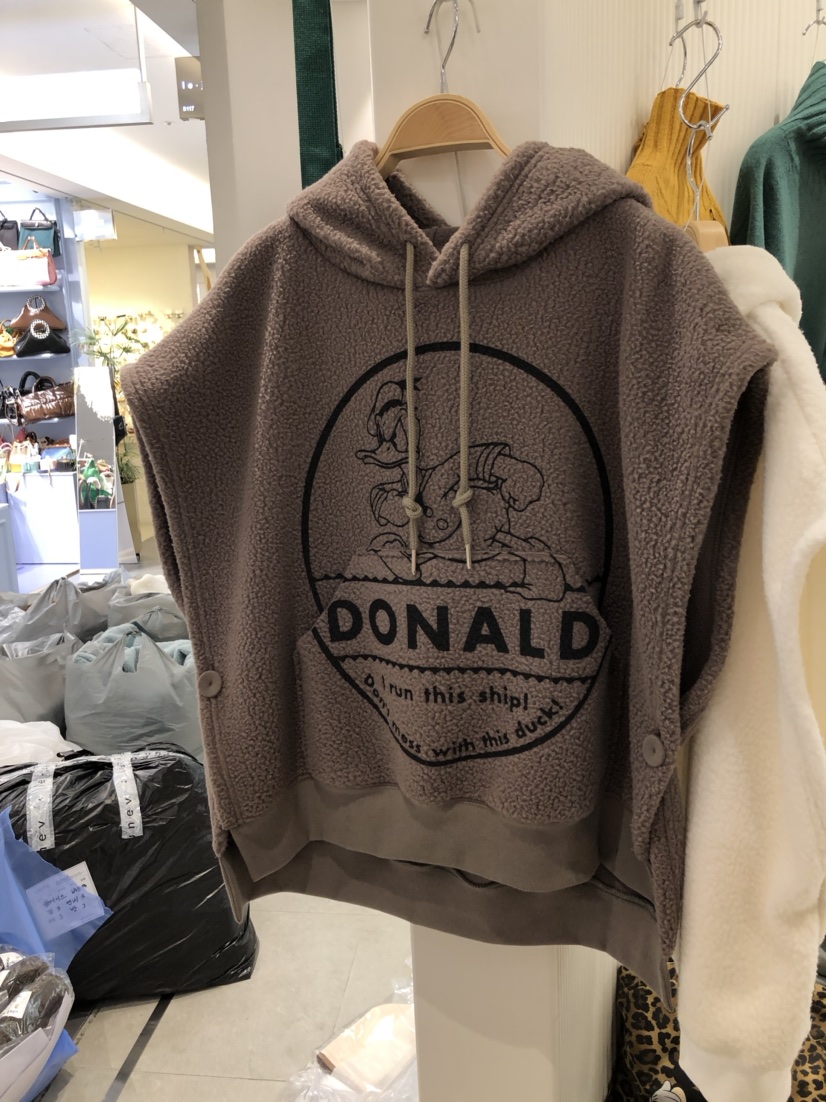 DONALD
I run this ship!
Don't mess with this duck!